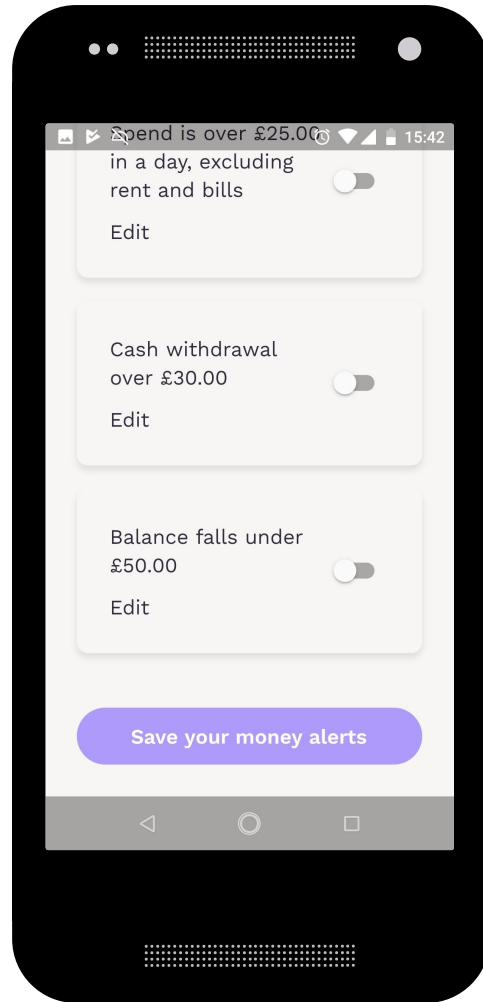 Spend is over £25.00
15:42
in a day, excluding
rent and bills
Edit
Cash withdrawal
over £30.00
Edit
Balance falls under
£50.00
Edit
Save your money alerts